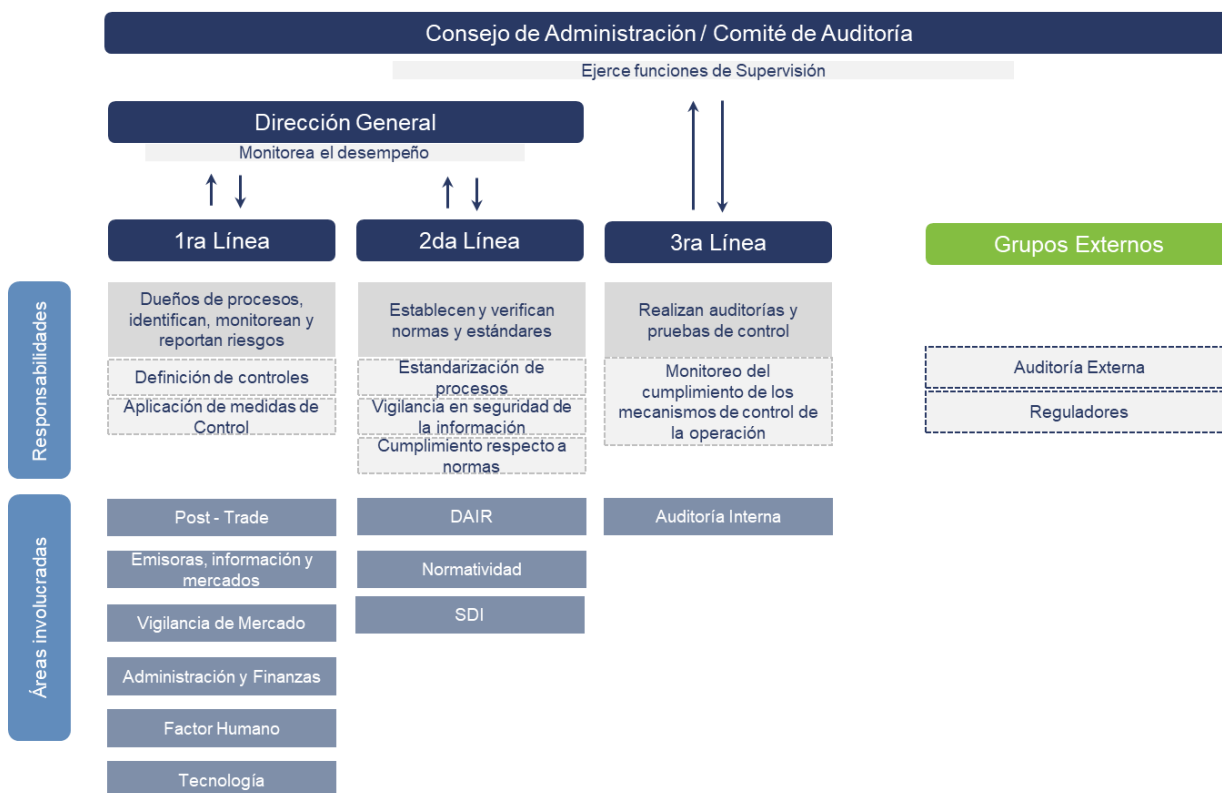 Consejo de Administración / Comité de Auditoría
Ejerce funciones de Supervisión
Dirección General
Monitorea el desempeño
1ra Línea
2da Línea
3ra Línea
Grupos Externos
Responsabilidades
Dueños de procesos,
identifican, monitorean y
reportan riesgos
Definición de controles
Aplicación de medidas de
Control
Establecen y verifican
normas y estándares
Estandarización de
procesos
Vigilancia en seguridad de
la información
Cumplimiento respecto a
normas
Realizan auditorías y
pruebas de control
Monitoreo del
cumplimiento de los
mecanismos de control de
la operación
Auditoría Externa
Reguladores
Áreas involucradas
Post - Trade
Emisoras, información y
mercados
Vigilancia de Mercado
Administración y Finanzas
Factor Humano
Tecnología
DAIR
Normatividad
SDI
Auditoría Interna